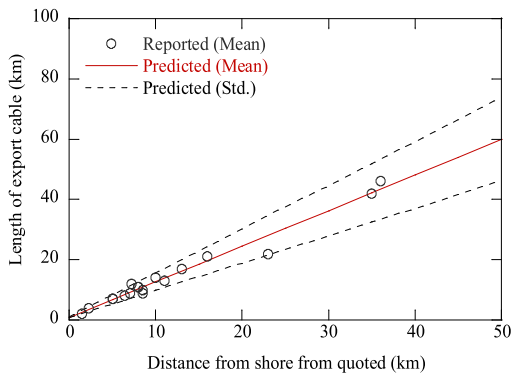 100
80
60
40
20
0
0
10
20
30
40
50
Reported (Mean)
Predicted (Mean)
Predicted (Std.)
Length of export cable (km)
Distance from shore from quoted (km)